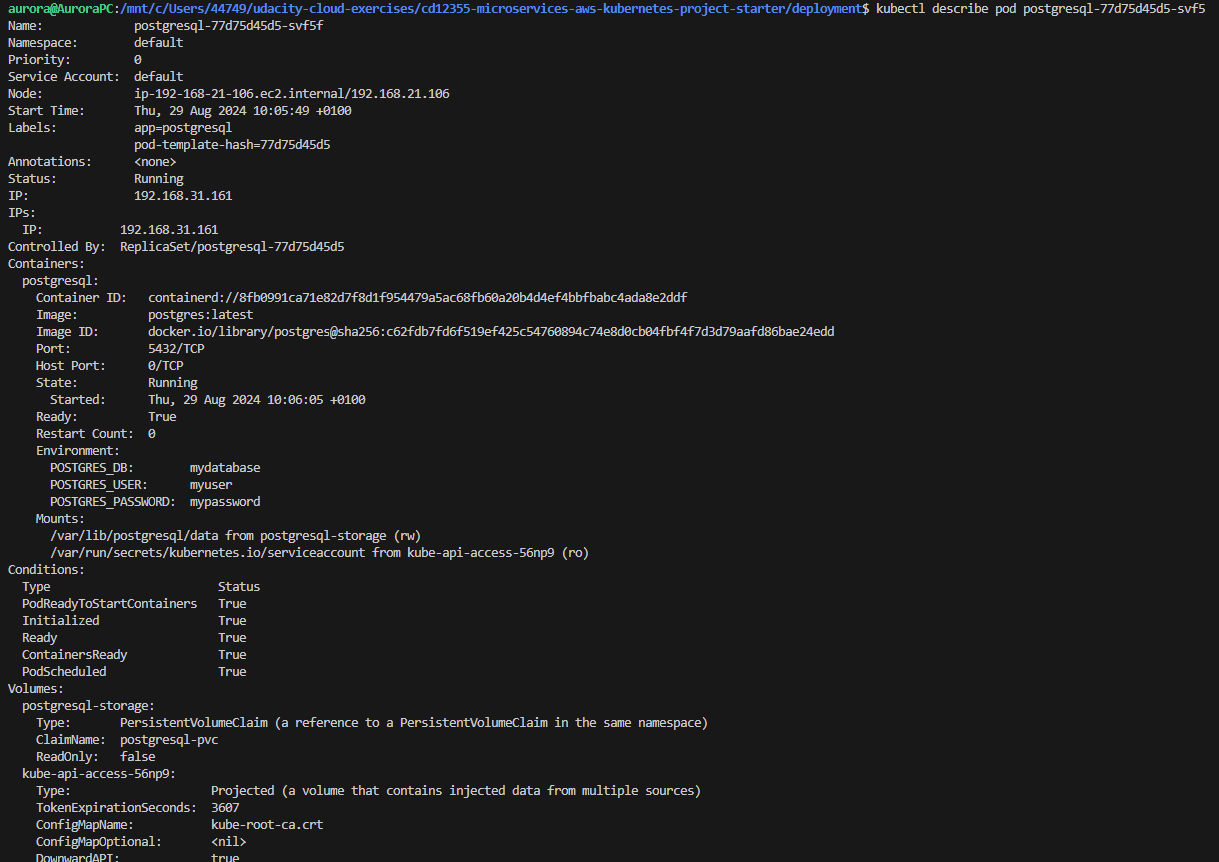 aurora@AuroraPC:/mnt/c/Users/44749/udacity-cloud-exercises/cd12355-microservices-aws-kubernetes-project-starter/deployment$ kubectl describe pod postgresql-77d75d45d5-svf5
Name:             postgresql-77d75d45d5-svf5f
Namespace:        default
Priority:         0
Service Account:  default
Node:             ip-192-168-21-106.ec2.internal/192.168.21.106
Start Time:       Thu, 29 Aug 2024 10:05:49 +0100
Labels:           app=postgresql
                  pod-template-hash=77d75d45d5
Annotations:      <none>
Status:           Running
IP:               192.168.31.161
IPs:
  IP:           192.168.31.161
Controlled By:  ReplicaSet/postgresql-77d75d45d5
Containers:
  postgresql:
    Container ID:   containerd://8fb0991ca71e82d7f8d1f954479a5ac68fb60a20b4d4ef4bbfbabc4ada8e2ddf
    Image:          postgres:latest
    Image ID:       docker.io/library/postgres@sha256:c62fdb7fd6f519ef425c54760894c74e8d0cb04fbf4f7d3d79aafd86bae24edd
    Port:           5432/TCP
    Host Port:      0/TCP
    State:          Running
      Started:      Thu, 29 Aug 2024 10:06:05 +0100
    Ready:          True
    Restart Count:  0
    Environment:
      POSTGRES_DB:        mydatabase
      POSTGRES_USER:      myuser
      POSTGRES_PASSWORD:  mypassword
    Mounts:
      /var/lib/postgresql/data from postgresql-storage (rw)
      /var/run/secrets/kubernetes.io/serviceaccount from kube-api-access-56np9 (ro)
Conditions:
  Type                        Status
  PodReadyToStartContainers   True
  Initialized                 True
  Ready                       True
  ContainersReady             True
  PodScheduled                True
Volumes:
  postgresql-storage:
    Type:       PersistentVolumeClaim (a reference to a PersistentVolumeClaim in the same namespace)
    ClaimName:  postgresql-pvc
    ReadOnly:   false
  kube-api-access-56np9:
    Type:                    Projected (a volume that contains injected data from multiple sources)
    TokenExpirationSeconds:  3607
    ConfigMapName:           kube-root-ca.crt
    ConfigMapOptional:       <nil>
    DownwardAPI:             true